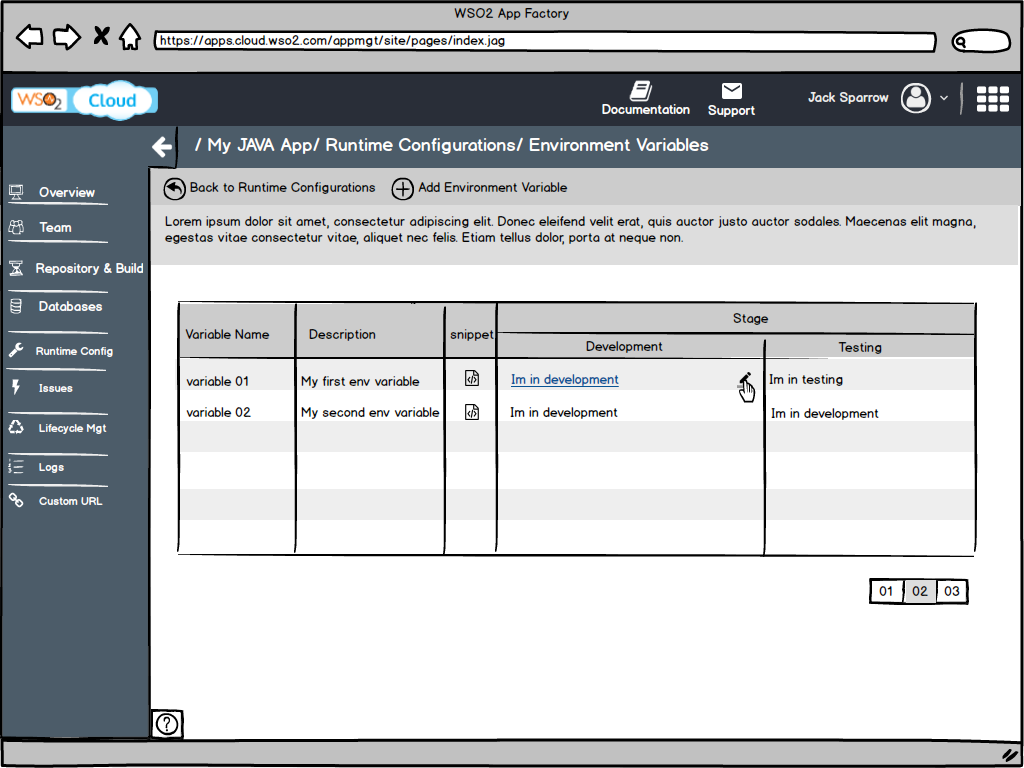 WSO2 App Factory
https://apps.cloud.wso2.com/appmgt/site/pages/index.jag
WSO2 Cloud
Documentation
Support
Jack Sparrow
/ My JAVA App/ Runtime Configurations/ Environment Variables
Overview
Team
Repository & Build
Databases
Runtime Config
Issues
Lifecycle Mgt
Logs
Custom URL
Back to Runtime Configurations
Add Environment Variable
Lorem ipsum dolor sit amet, consectetur adipiscing elit. Donec eleifend velit erat, quis auctor justo auctor sodales. Maecenas elit magna,
egestas vitae consectetur vitae, aliquet nec felis. Etiam tellus dolor, porta at neque non.
Variable Name Description snippet Stage
Development Testing
variable 01 My first env variable Im in development Im in testing
variable 02 My second env variable Im in development Im in development
01 02 03
?